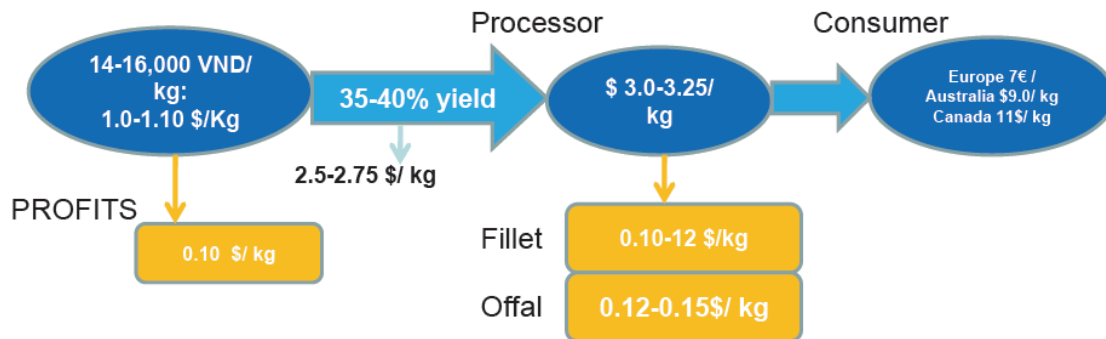 Processor
Consumer
14-16,000 VND/
kg:
1.0-1.10 $/Kg
35-40% yield
$ 3.0-3.25/
kg
Europe 7€ /
Australia $9.0/ kg
Canada 11$/ kg
2.5-2.75 $/ kg
PROFITS
0.10 $/ kg
Fillet
0.10-12 $/kg
Offal
0.12-0.15$/ kg